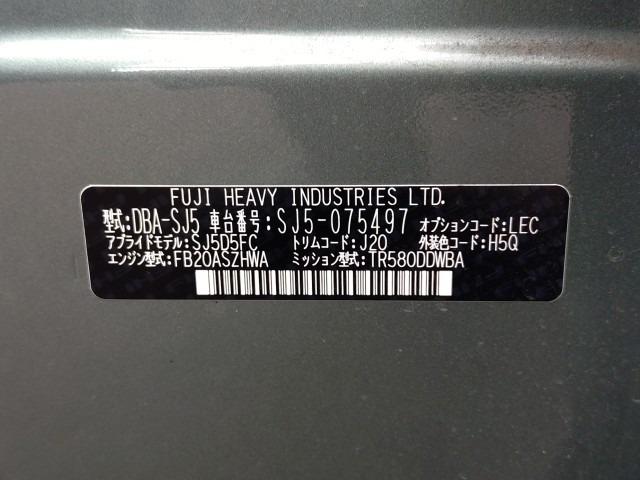 FUJI HEAVY INDUSTRIES LTD.
型式:DBA-SJ5 車台番号:SJ5-075497 オプションコード:LEC
アプライドモデル:SJ5D5FC トリムコード:J20 外装色コード:H5Q
エンジン型式:FB20ASZHWA ミッション型式:TR580DDWBA